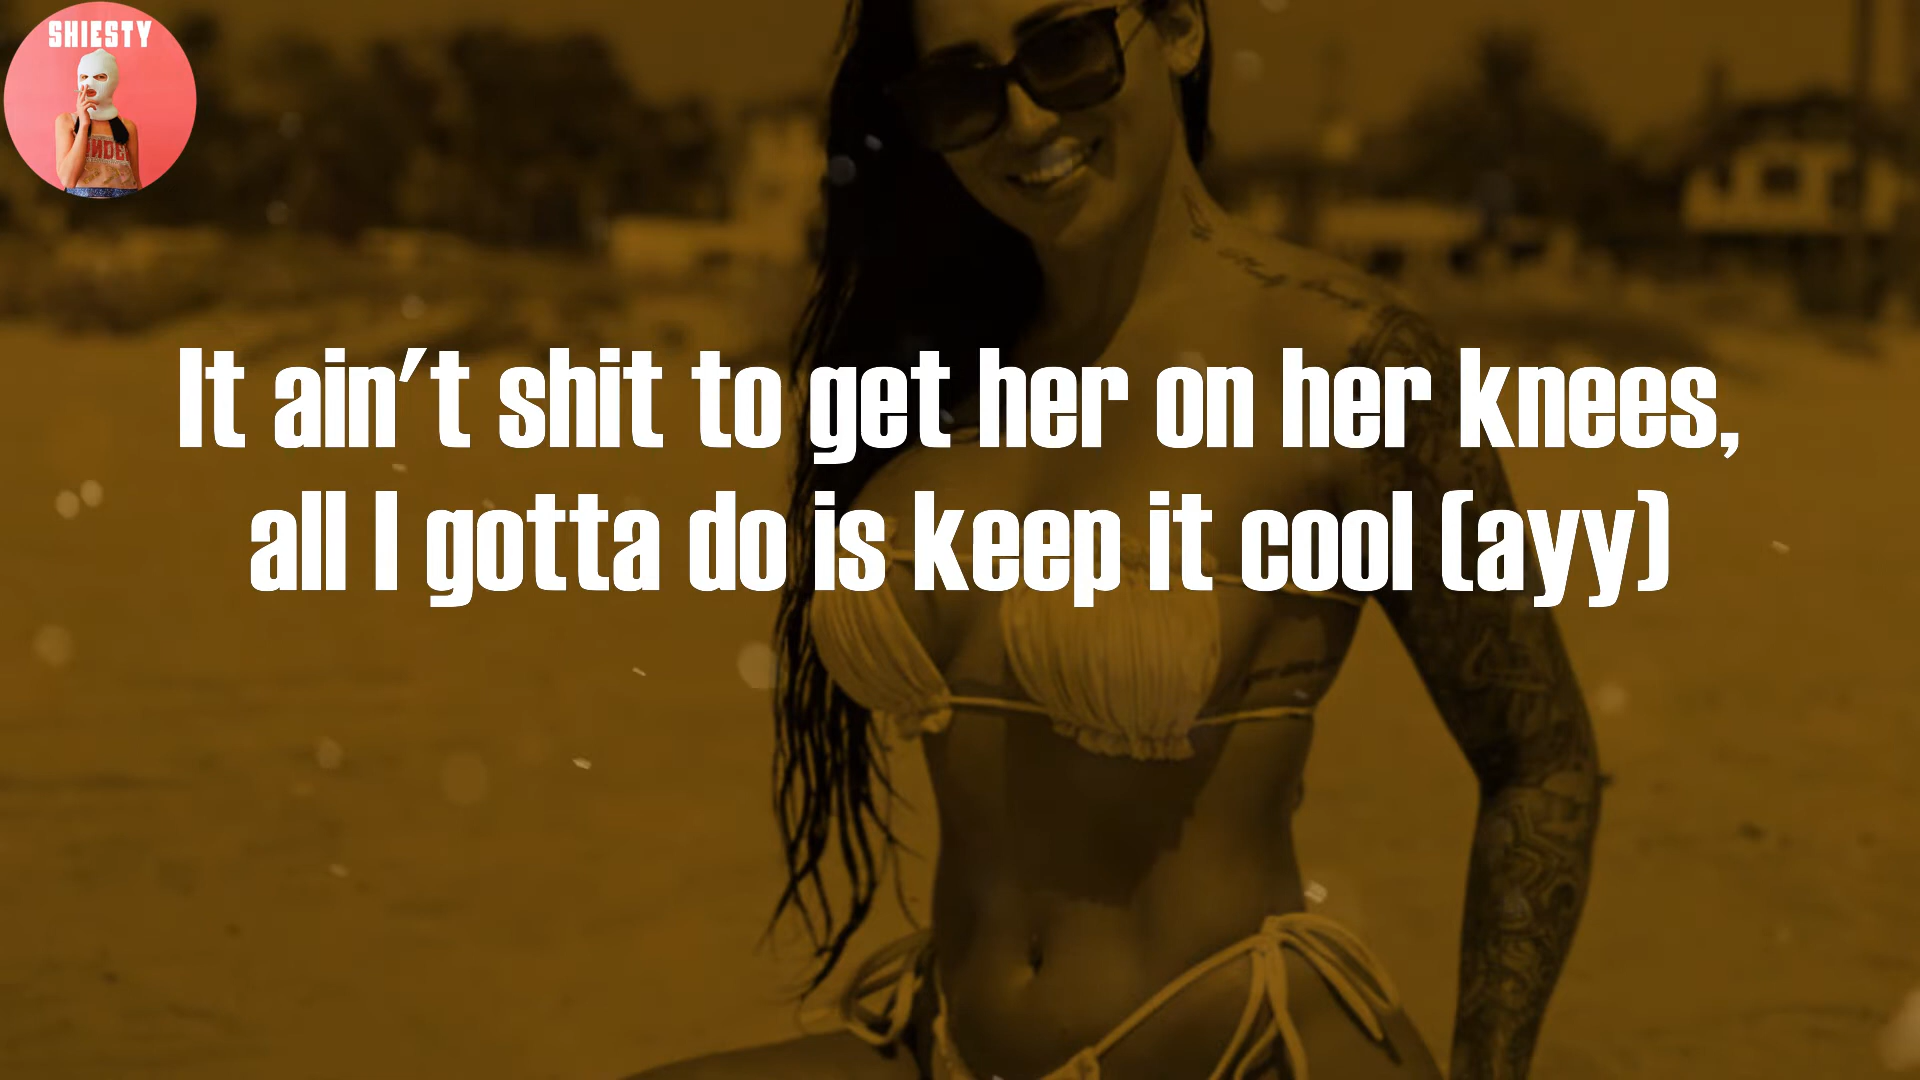 SHIESTY
It ain't shit to get her on her knees,
all I gotta do is keep it cool (ayy)